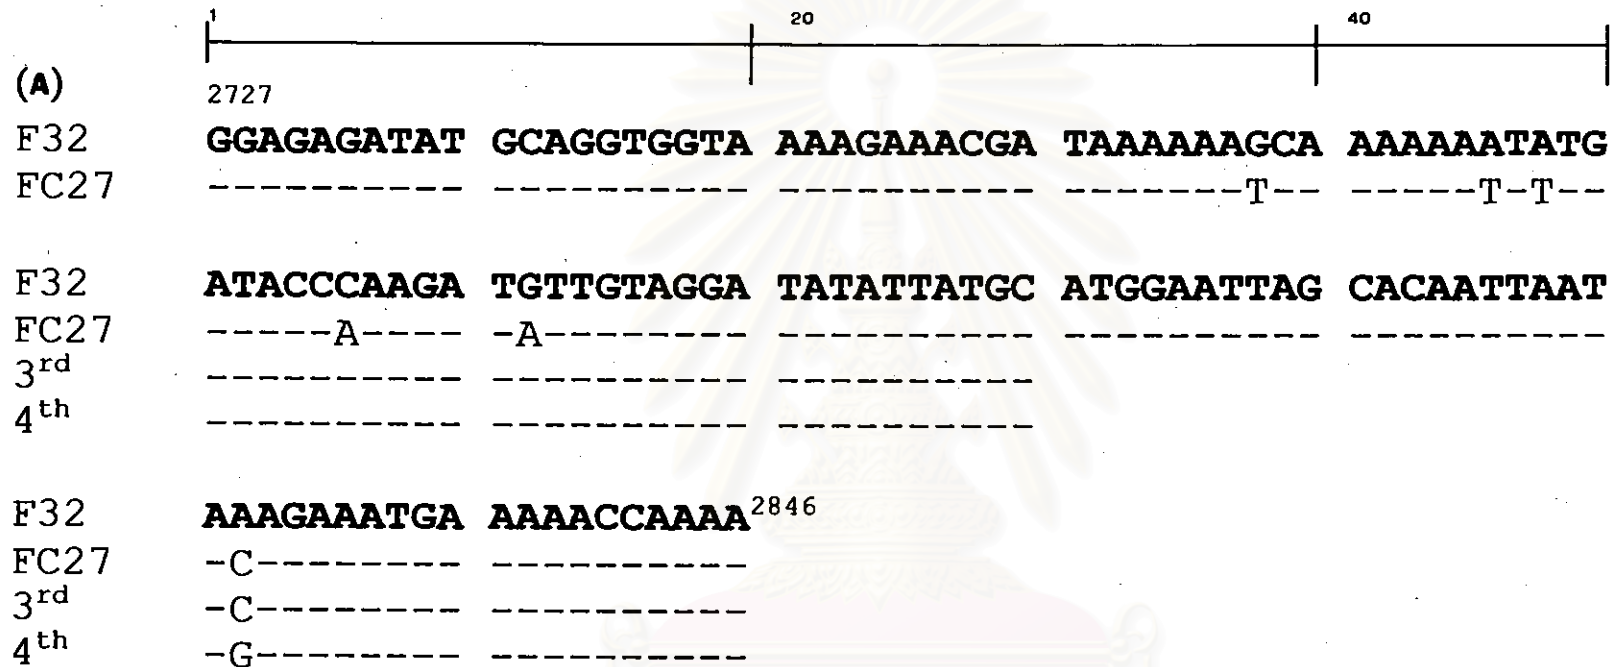 1 20 40
(A)
2727
F32 GGAGAGATAT GCAGGTGGTA AAAGAAACGA TAAAAAAGCA AAAAAATATG
FC27 ---------- ---------- ---------- -------T-- -----T-T--
F32 ATACCCAAGA TGTTGTAGGA TATATTATGC ATGGAATTAG CACAATTAAT
FC27 -----A---- -A-------- ---------- ---------- ----------
3rd ---------- ---------- ----------
4th ---------- ---------- ----------
F32 AAAGAAATGA AAAACCAAAA2846
FC27 -C-------- ----------
3rd -C-------- ----------
4th -G-------- ----------